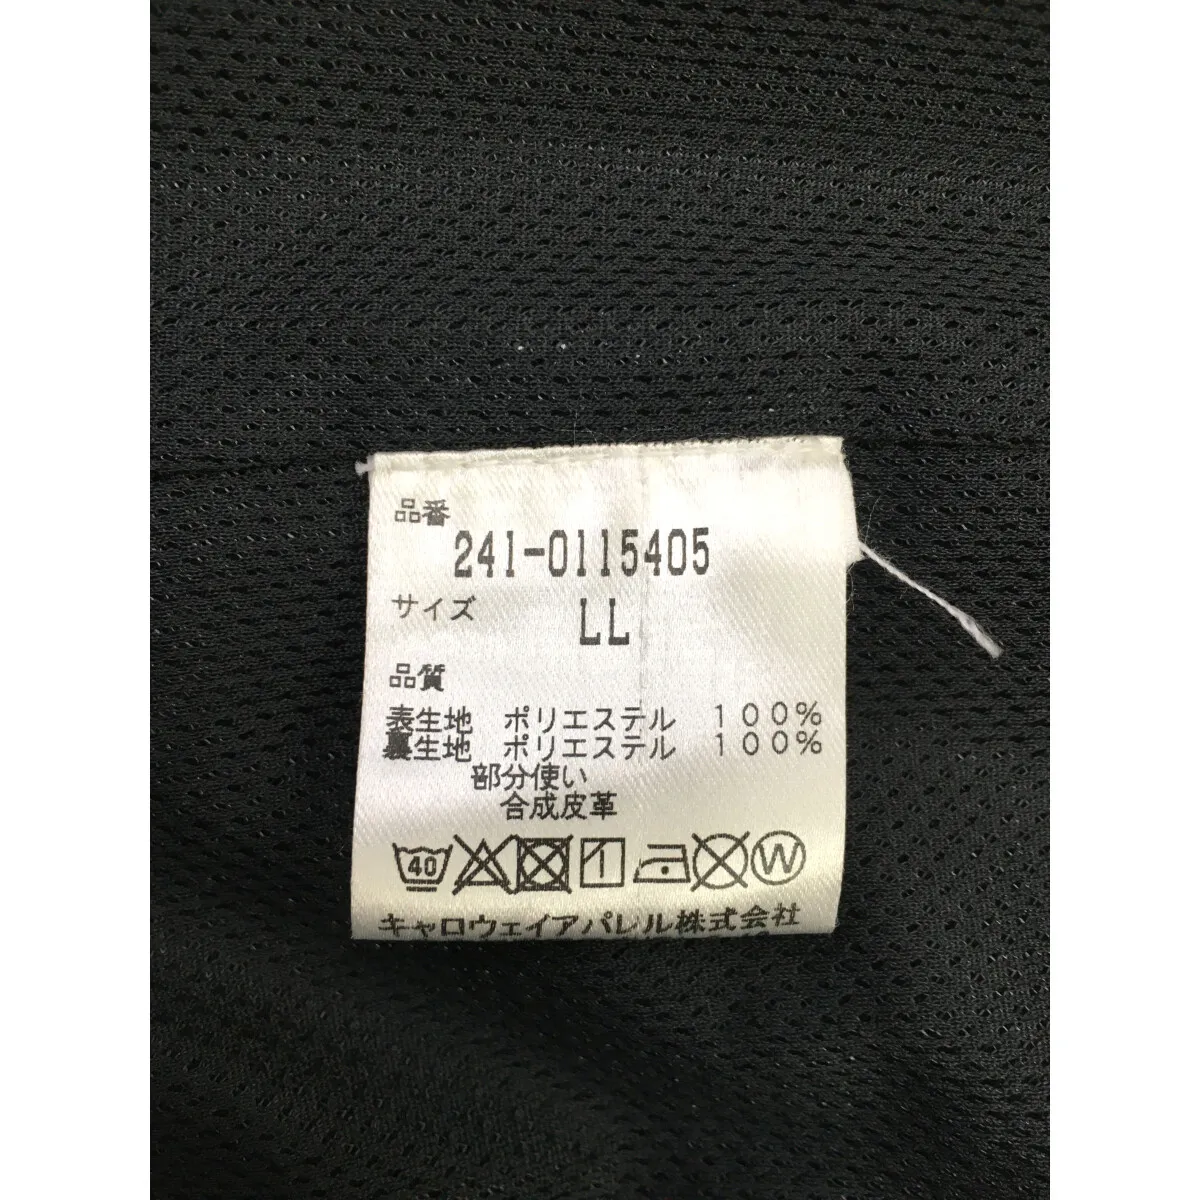 品番
241-0115405
サイズ LL
品質
表生地 ポリエステル 100%
裏生地 ポリエステル 100%
部分使い
合成皮革
40 W
キャロウェイアパレル株式会社